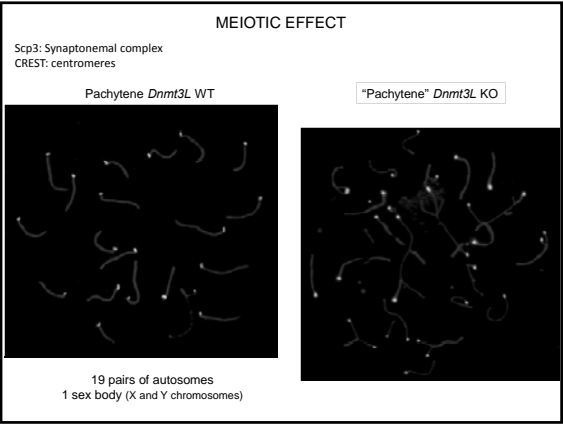 MEIOTIC EFFECT
Scp3: Synaptonemal complex
CREST: centromeres
Pachytene Dnmt3L WT
“Pachytene” Dnmt3L KO
19 pairs of autosomes
1 sex body (X and Y chromosomes)